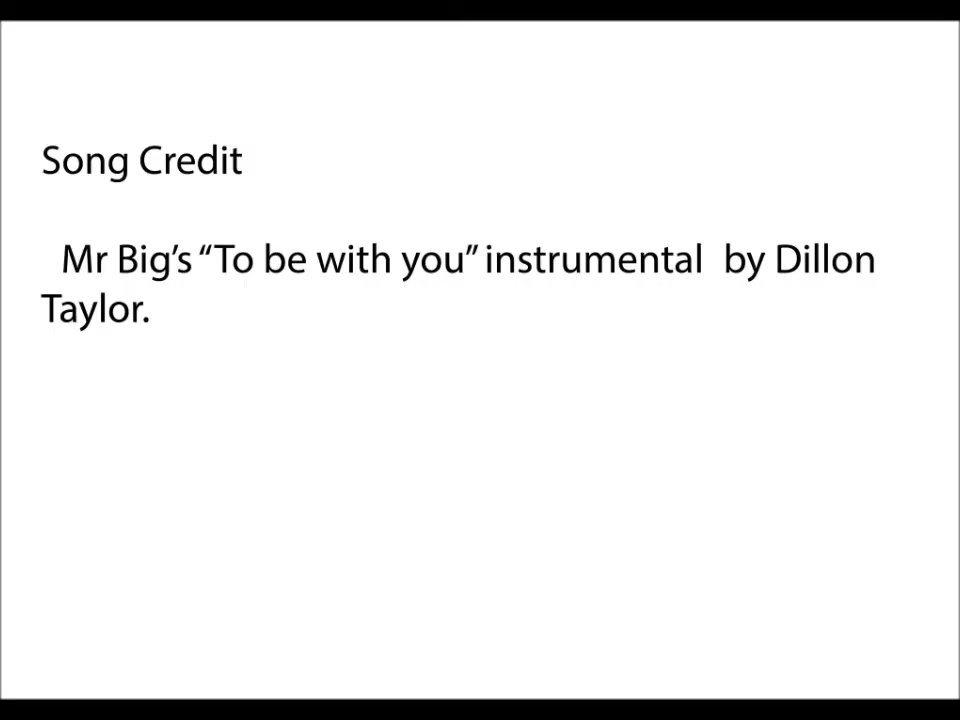 Song Credit
Mr Big’s “To be with you” instrumental  by Dillon
Taylor.